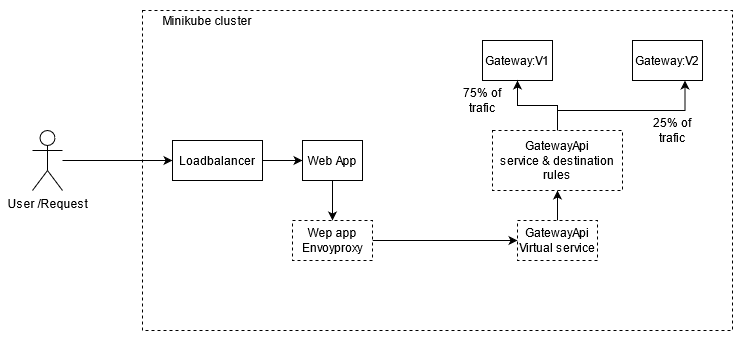 Minikube cluster
Gateway:V1
Gateway:V2
75% of
trafic
25% of
trafic
GatewayApi
service & destination
rules
Loadbalancer
Web App
User /Request
Wep app
Envoyproxy
GatewayApi
Virtual service